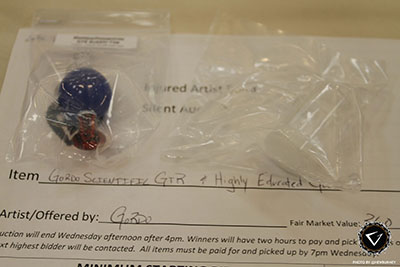 Injured Artist
Silent Auc
Item Gordo Scientific GTR & Highly Educated
Artist/Offered by: Gordo
Fair Market Value: 360
uction will end Wednesday afternoon after 4pm. Winners will have two hours to pay and pick
ext highest bidder will be contacted. All items must be paid for and picked up by 7pm Wednesday
MINIMUM STARTING